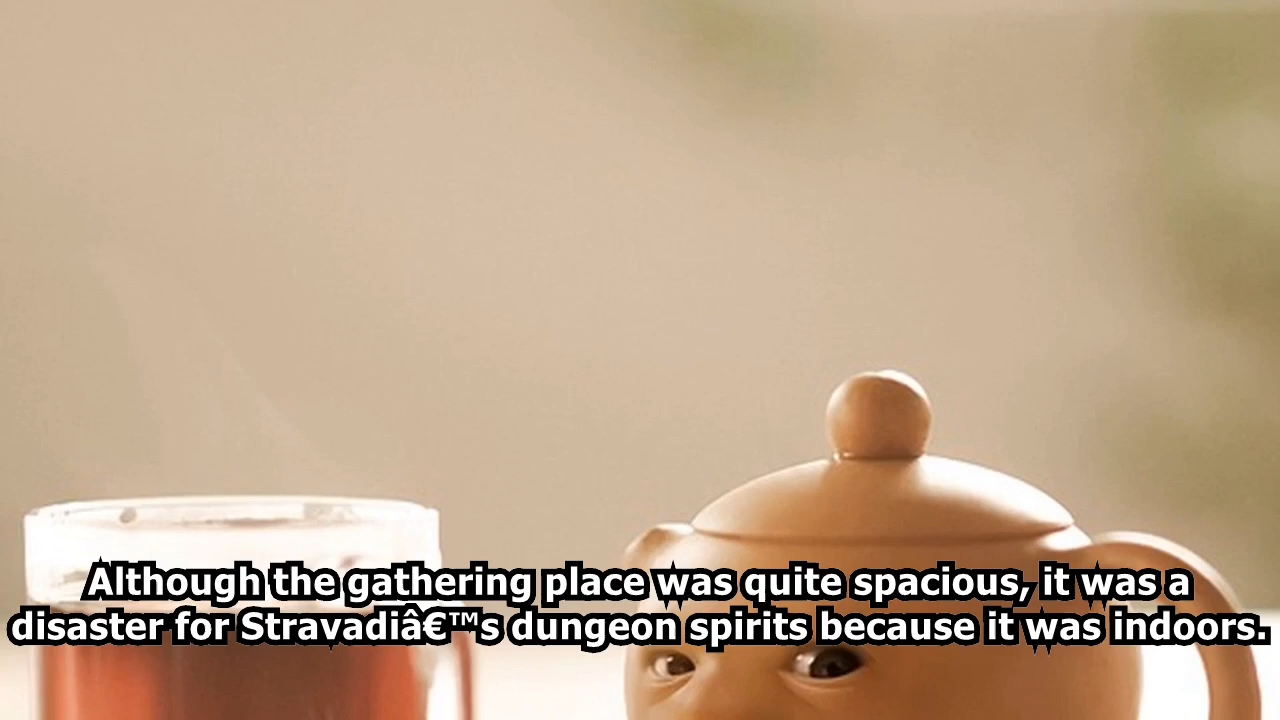 Although the gathering place was quite spacious, it was a
disaster for Stravadiâ€™s dungeon spirits because it was indoors.